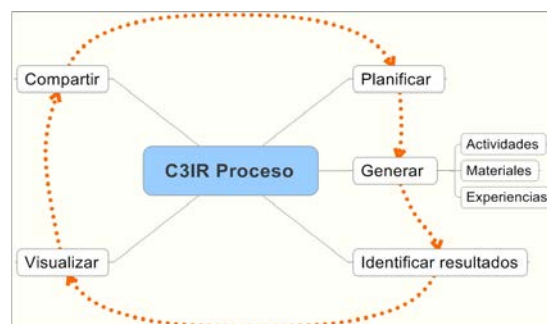 Compartir
Planificar
C3IR Proceso
Generar
Actividades
Materiales
Experiencias
Visualizar
Identificar resultados